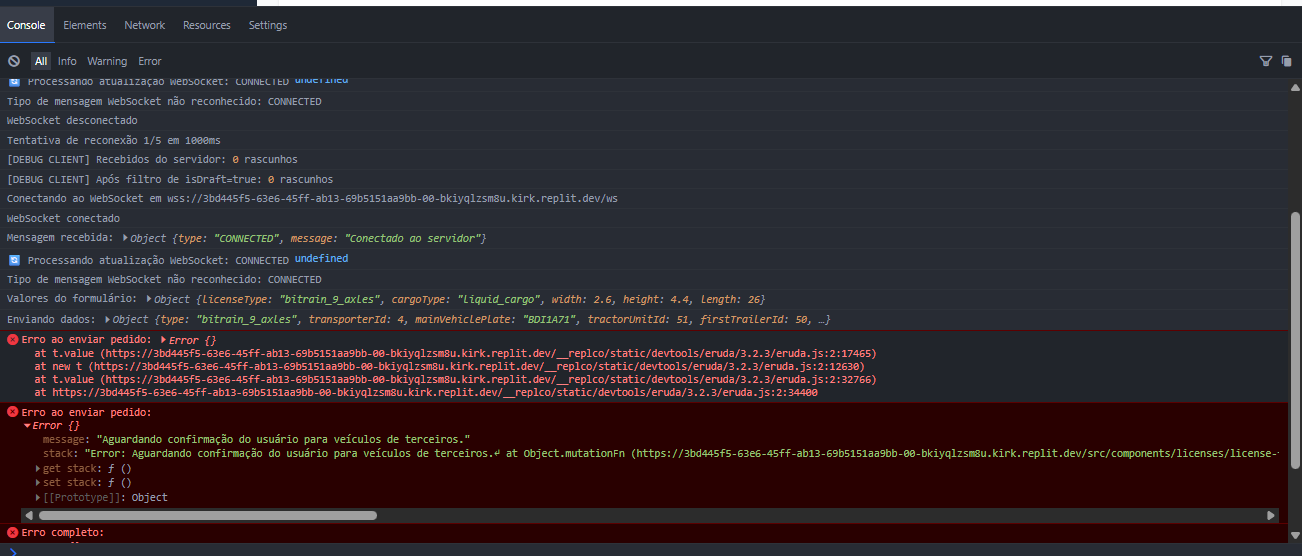 Console Elements Network Resources Settings
All Info Warning Error
Processando atualização WebSocket: CONNECTED undefined
Tipo de mensagem WebSocket não reconhecido: CONNECTED
WebSocket desconectado
Tentativa de reconexão 1/5 em 1000ms
[DEBUG CLIENT] Recebidos do servidor: 0 rascunhos
[DEBUG CLIENT] Após filtro de isDraft=true: 0 rascunhos
Conectando ao WebSocket em wss://3bd445f5-63e6-45ff-ab13-69b5151aa9bb-00-bkiyqlzsm8u.kirk.replit.dev/ws
WebSocket conectado
Mensagem recebida: Object {type: "CONNECTED", message: "Conectado ao servidor"}
Processando atualização WebSocket: CONNECTED undefined
Tipo de mensagem WebSocket não reconhecido: CONNECTED
Valores do formulário: Object {licenseType: "bitrain_9_axles", cargoType: "liquid_cargo", width: 2.6, height: 4.4, length: 26}
Enviando dados: Object {type: "bitrain_9_axles", transporterId: 4, mainVehiclePlate: "BDI1A71", tractorUnitId: 51, firstTrailerId: 50, …}
Erro ao enviar pedido: Error {}
at t.value (https://3bd445f5-63e6-45ff-ab13-69b5151aa9bb-00-bkiyqlzsm8u.kirk.replit.dev/__replco/static/devtools/eruda/3.2.3/eruda.js:2:17465)
at new t (https://3bd445f5-63e6-45ff-ab13-69b5151aa9bb-00-bkiyqlzsm8u.kirk.replit.dev/__replco/static/devtools/eruda/3.2.3/eruda.js:2:12630)
at t.value (https://3bd445f5-63e6-45ff-ab13-69b5151aa9bb-00-bkiyqlzsm8u.kirk.replit.dev/__replco/static/devtools/eruda/3.2.3/eruda.js:2:32766)
at https://3bd445f5-63e6-45ff-ab13-69b5151aa9bb-00-bkiyqlzsm8u.kirk.replit.dev/__replco/static/devtools/eruda/3.2.3/eruda.js:2:34400
Erro ao enviar pedido:
Error {}
message: "Aguardando confirmação do usuário para veículos de terceiros."
stack: "Error: Aguardando confirmação do usuário para veículos de terceiros.↵ at Object.mutationFn (https://3bd445f5-63e6-45ff-ab13-69b5151aa9bb-00-bkiyqlzsm8u.kirk.replit.dev/src/components/licenses/license-
get stack: ƒ ()
set stack: ƒ ()
[[Prototype]]: Object
Erro completo: